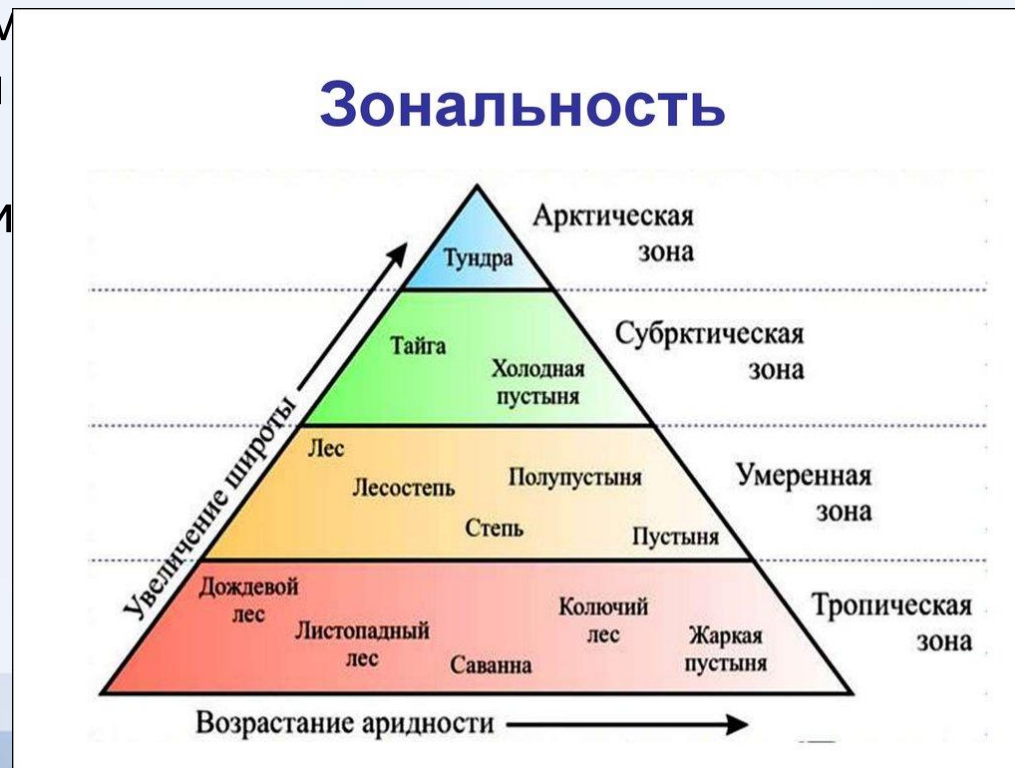 Зональность
Арктическая
зона
Тундра
Субрктическая
зона
Тайга
Холодная
пустыня
Увеличение широты
Лес
Лесостепь
Полупустыня
Степь
Пустыня
Умеренная
зона
Дождевой
лес
Листопадный
лес
Саванна
Колючий
лес
Жаркая
пустыня
Тропическая
зона
Возрастание аридности